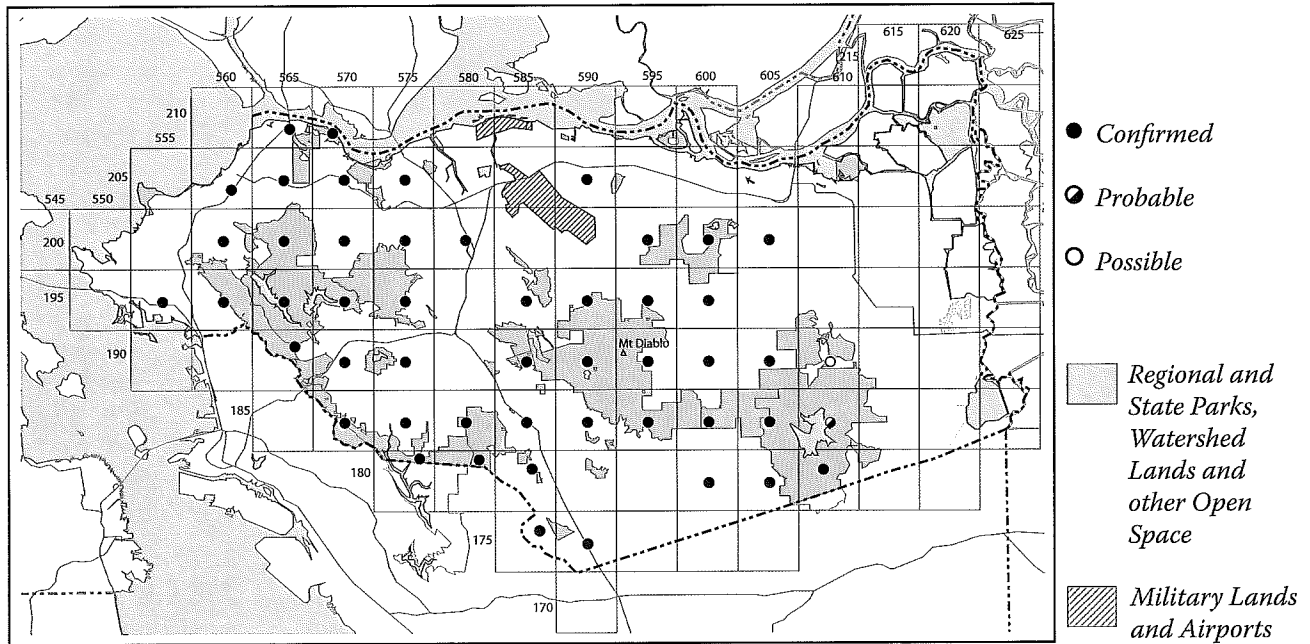 615
620
625
215
560
565
570
575
580
585
590
595
600
605
610
210
555
205
545
550
200
195
Mt Diablo
190
185
180
175
170
Confirmed
Probable
Possible
Regional and
State Parks,
Watershed
Lands and
other Open
Space
Military Lands
and Airports